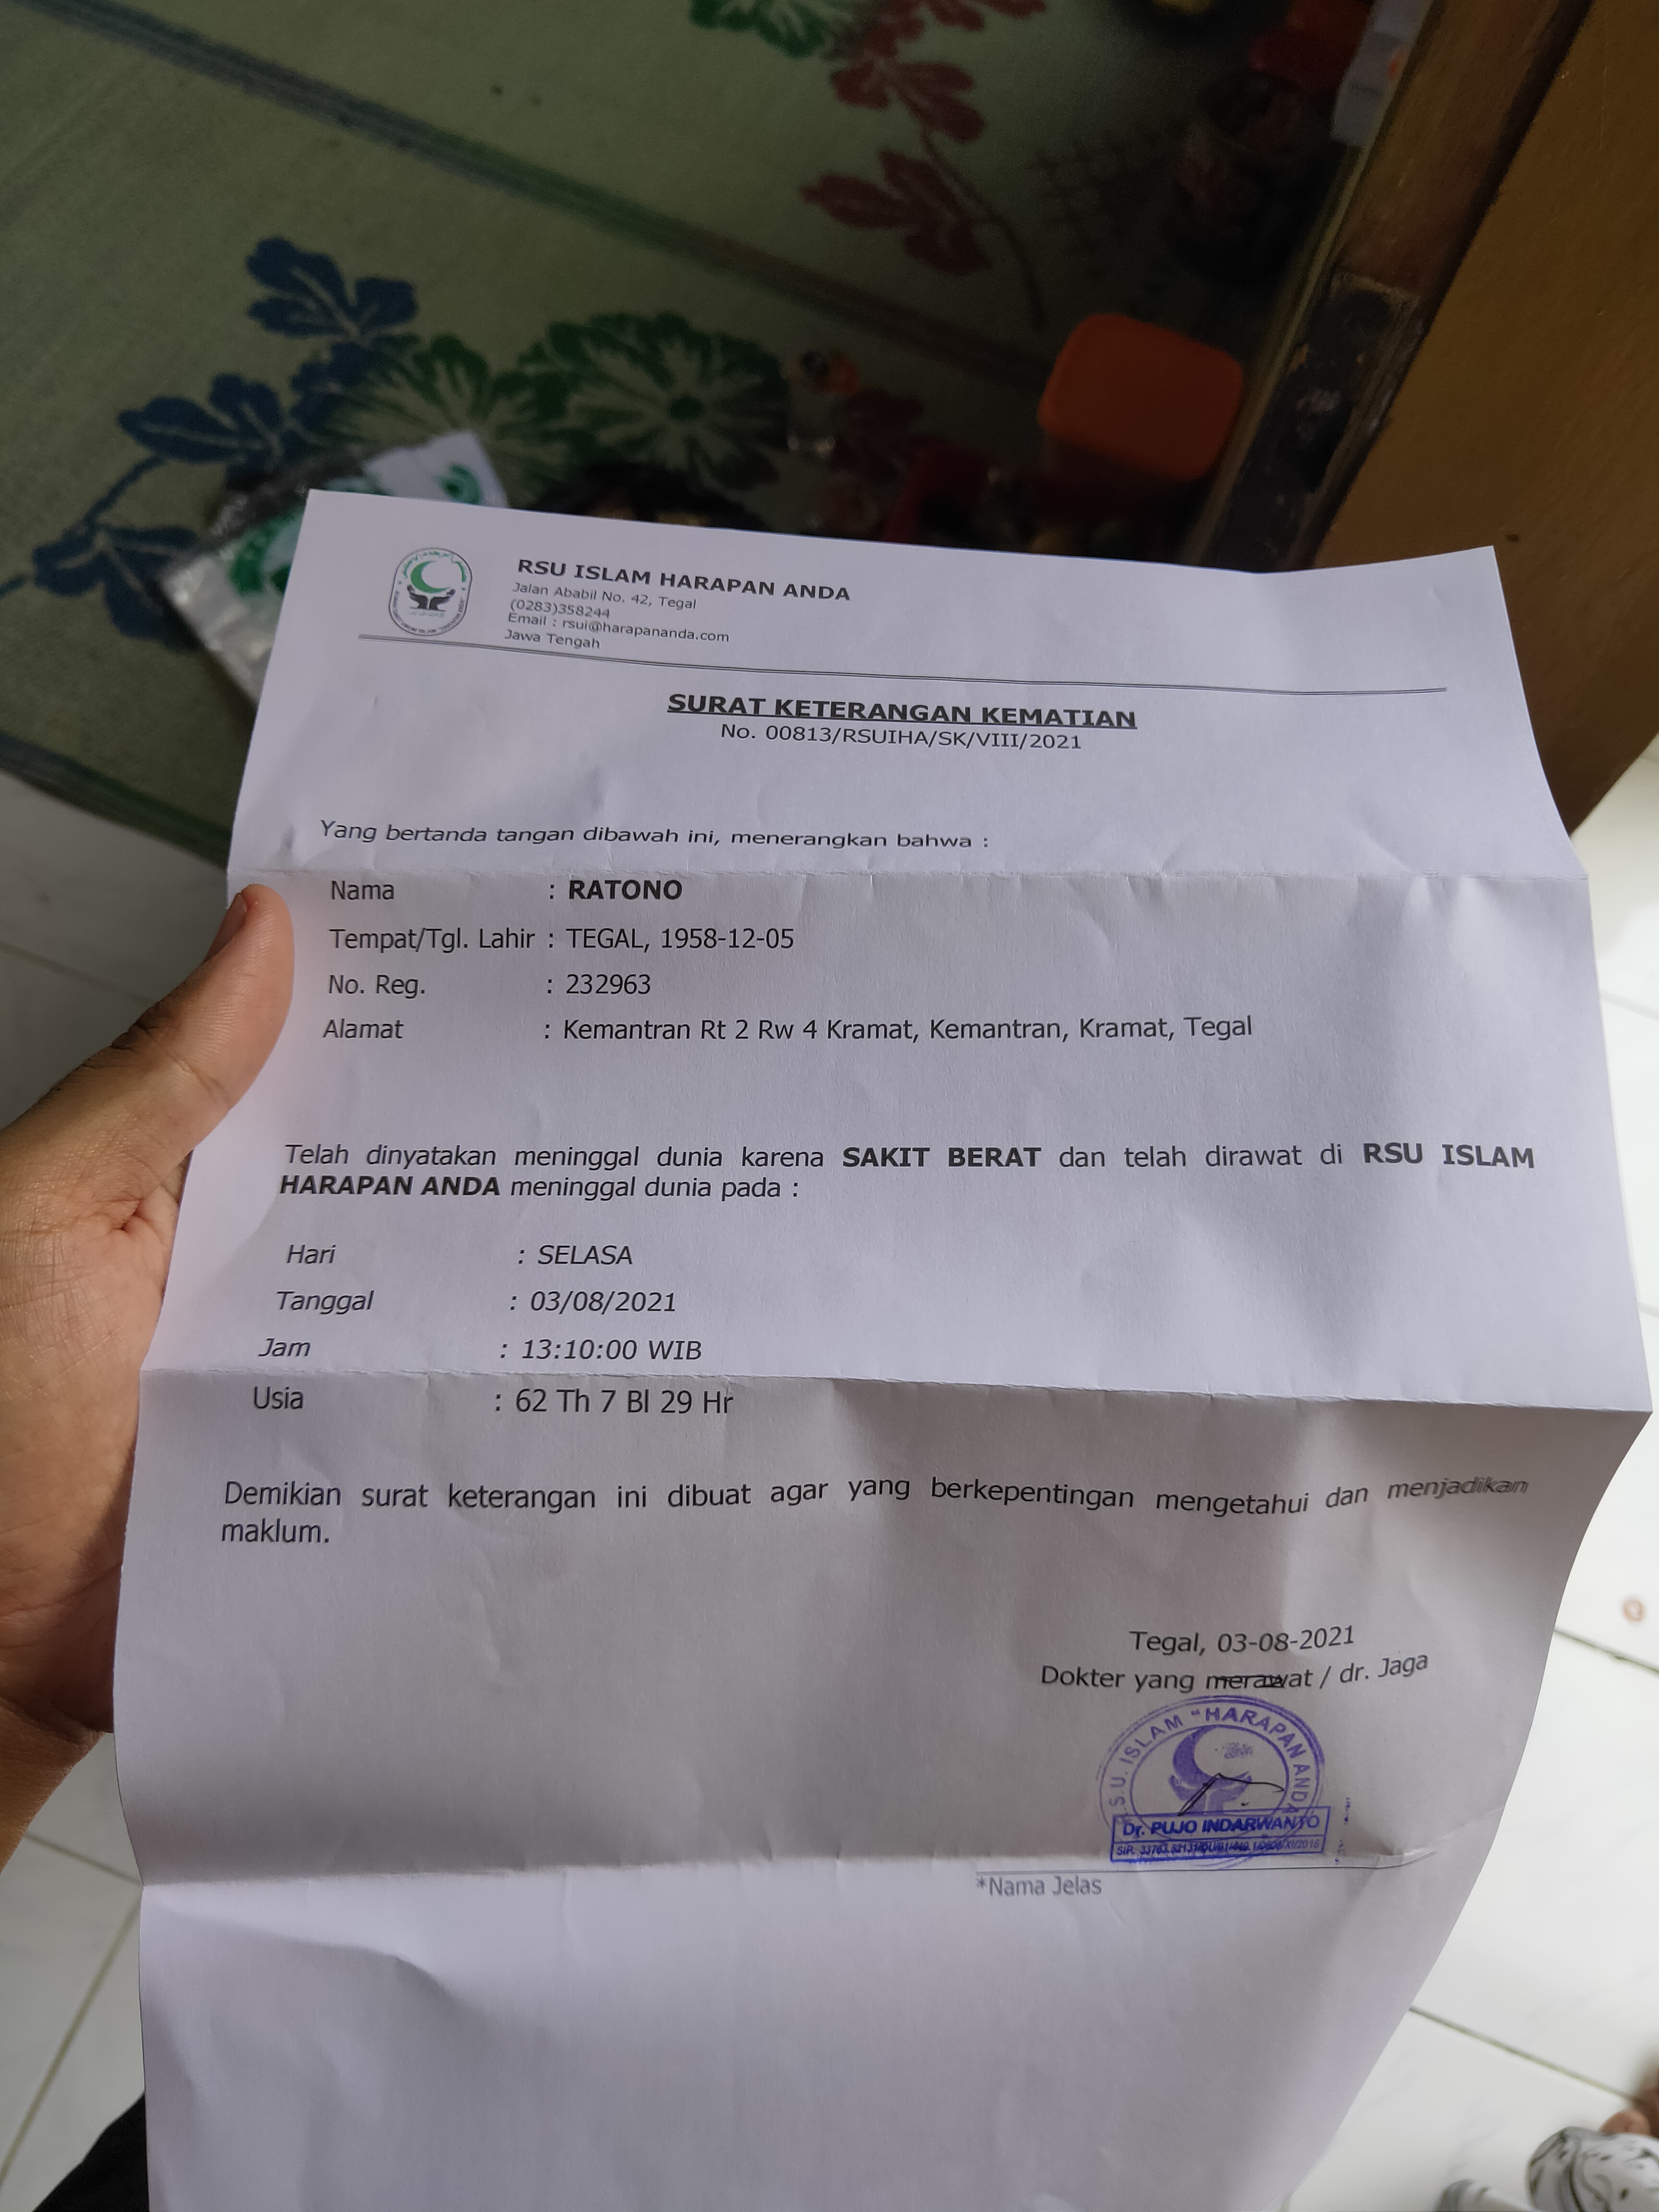 RSU ISLAM HARAPAN ANDA
Jalan Ababil No. 42, Tegal
(0283)358244
Email : rsui@harapananda.com
Jawa Tengah
SURAT KETERANGAN KEMATIAN
No. 00813/RSUIHA/SK/VIII/2021
Yang bertanda tangan dibawah ini, menerangkan bahwa :
Nama : RATONO
Tempat/Tgl. Lahir : TEGAL, 1958-12-05
No. Reg. : 232963
Alamat : Kemantran Rt 2 Rw 4 Kramat, Kemantran, Kramat, Tegal
Telah dinyatakan meninggal dunia karena SAKIT BERAT dan telah dirawat di RSU ISLAM
HARAPAN ANDA meninggal dunia pada :
Hari : SELASA
Tanggal : 03/08/2021
Jam : 13:10:00 WIB
Usia : 62 Th 7 Bl 29 Hr
Demikian surat keterangan ini dibuat agar yang berkepentingan mengetahui dan menjadikan
maklum.
Tegal, 03-08-2021
Dokter yang merawat / dr. Jaga
R.S.U. ISLAM "HARAPAN ANDA
Dr. PUJO INDARWANTO
*Nama Jelas